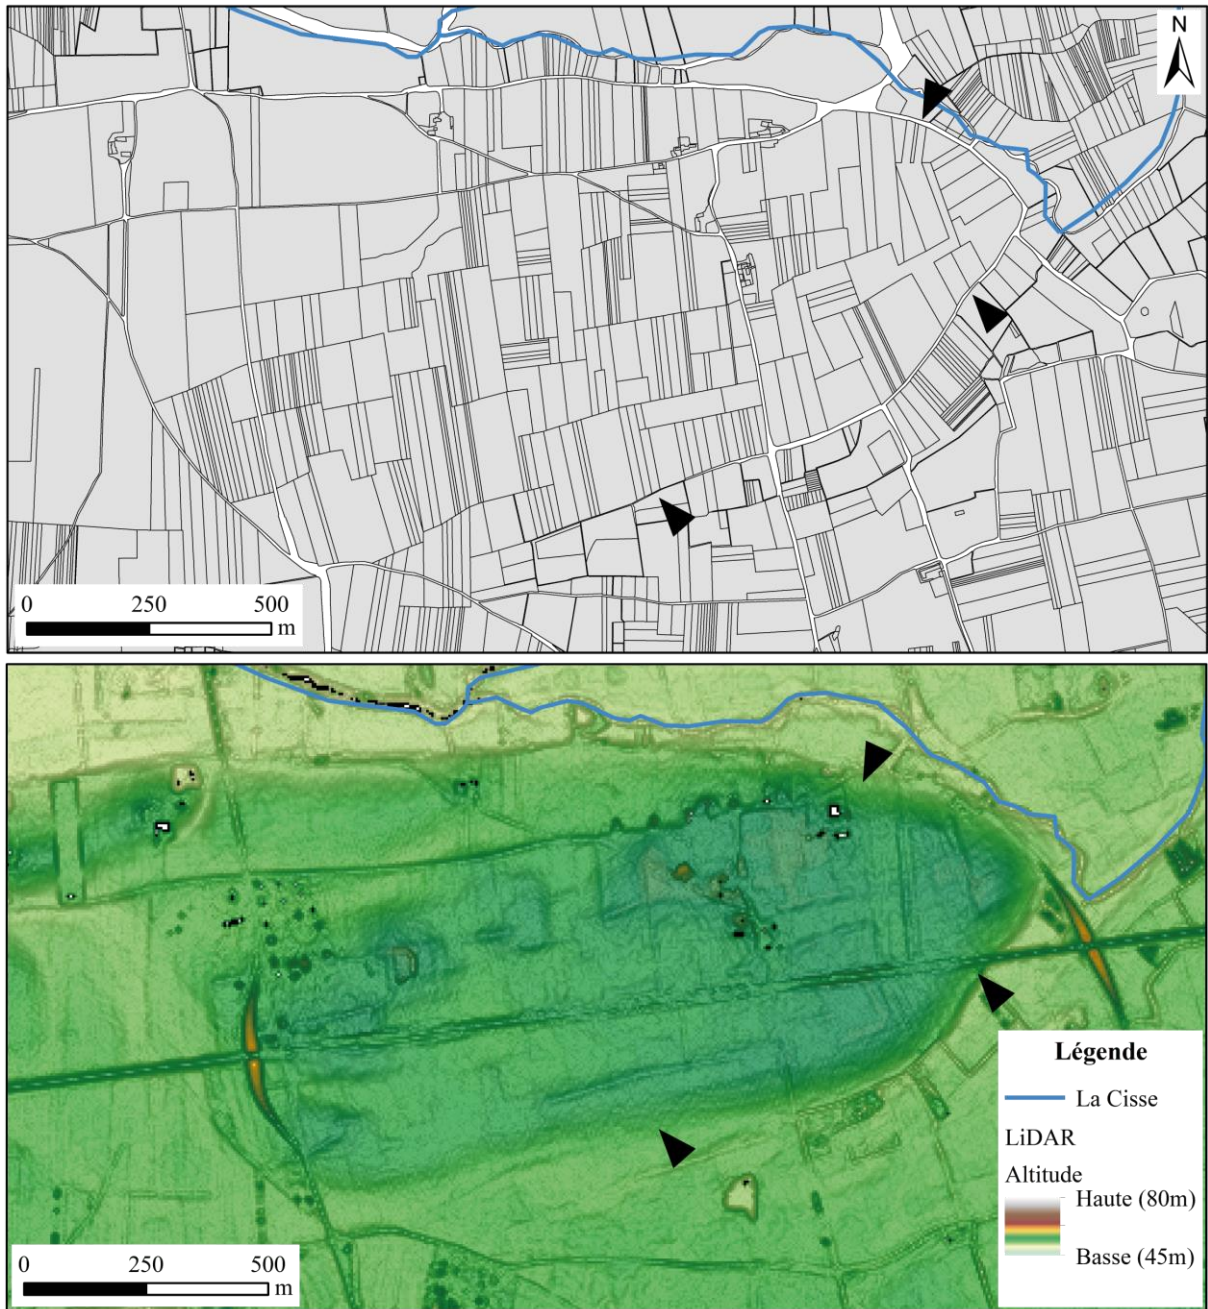 N
0 250 500
m
Légende
La Cisse
LiDAR
Altitude
Haute (80m)
Basse (45m)
0 250 500
m